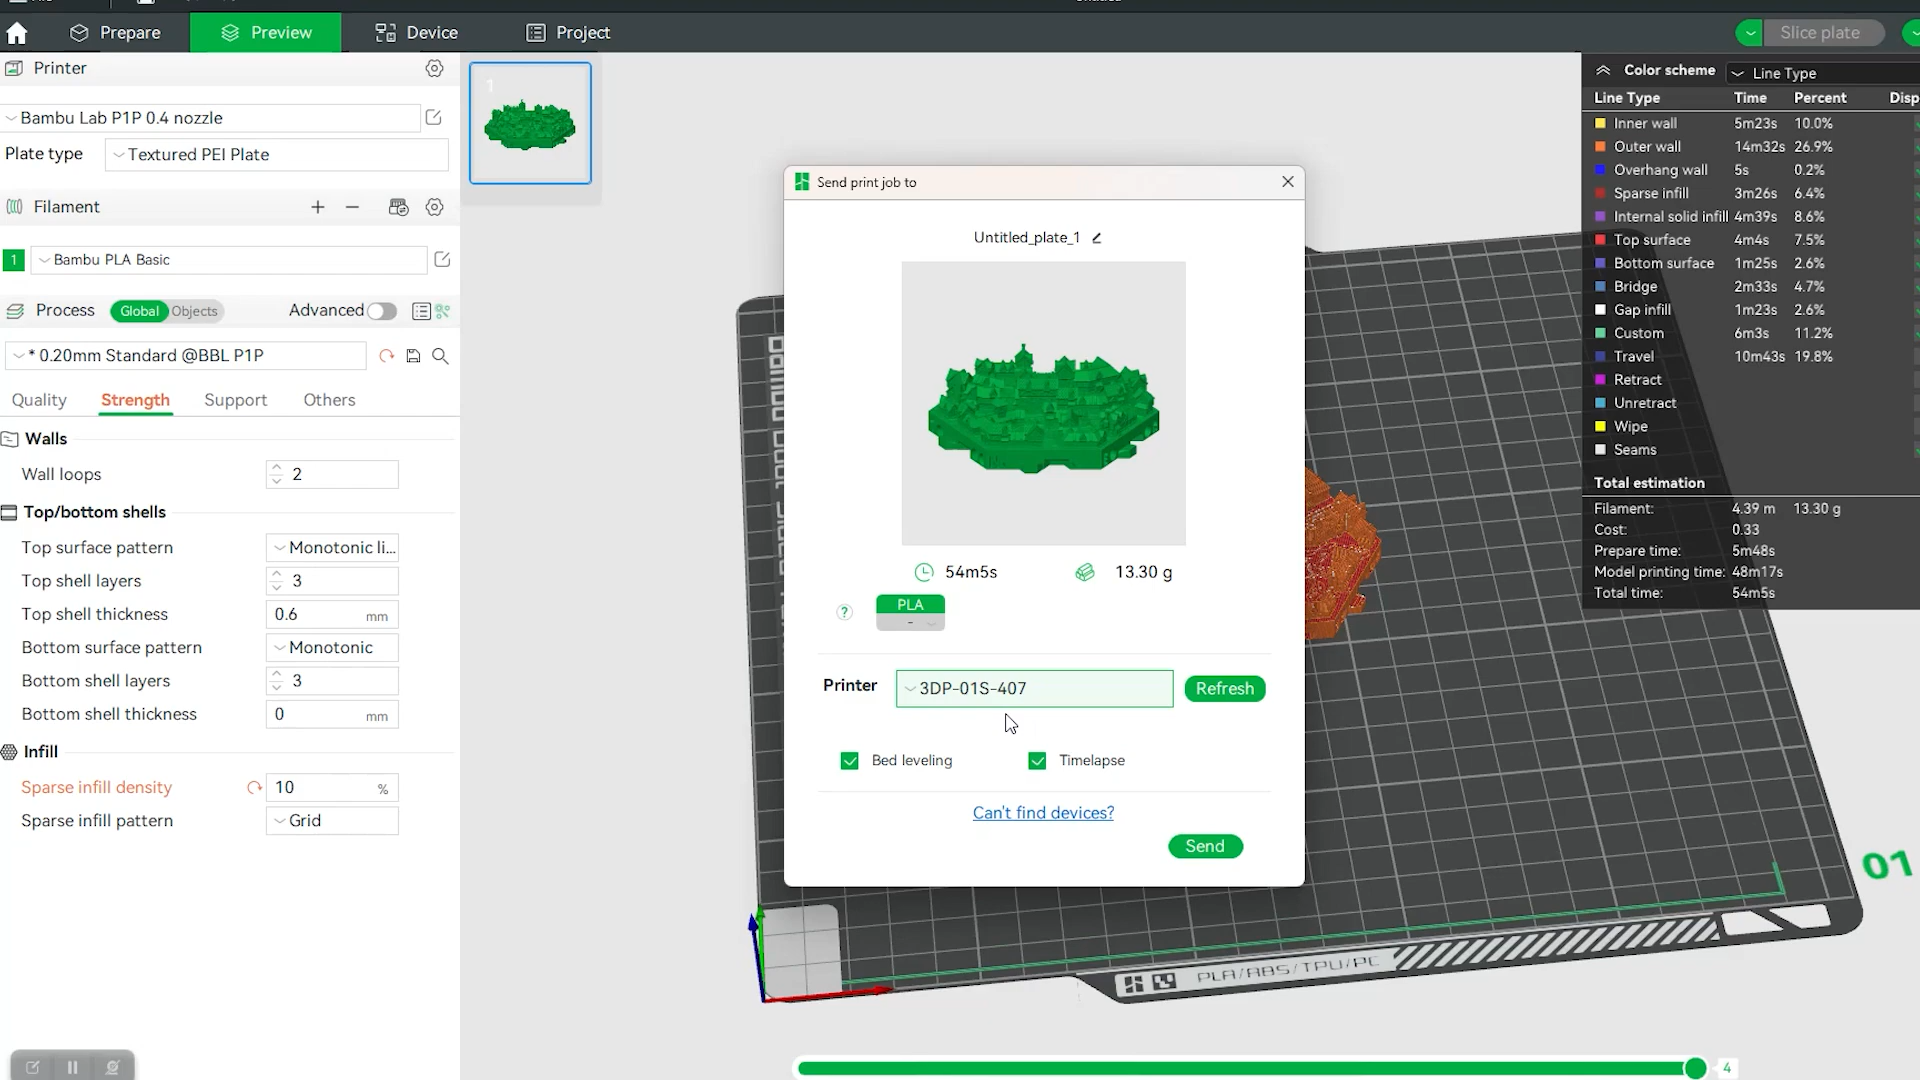 Prepare
Preview
Device
Project
Slice plate
Printer
Bambu Lab P1P 0.4 nozzle
Plate type
Textured PEI Plate
Filament
1
Bambu PLA Basic
Process
Global
Objects
Advanced
* 0.20mm Standard @BBL P1P
Quality
Strength
Support
Others
Walls
Wall loops
2
Top/bottom shells
Top surface pattern
Monotonic li...
Top shell layers
3
Top shell thickness
0.6 mm
Bottom surface pattern
Monotonic
Bottom shell layers
3
Bottom shell thickness
0 mm
Infill
Sparse infill density
10 %
Sparse infill pattern
Grid
1
Send print job to
Untitled_plate_1
54m5s
13.30 g
?
PLA
-
Printer
3DP-01S-407
Refresh
Bed leveling
Timelapse
Can't find devices?
Send
Color scheme
Line Type
Line Type Time Percent Disp
Inner wall 5m23s 10.0%
Outer wall 14m32s 26.9%
Overhang wall 5s 0.2%
Sparse infill 3m26s 6.4%
Internal solid infill 4m39s 8.6%
Top surface 4m4s 7.5%
Bottom surface 1m25s 2.6%
Bridge 2m33s 4.7%
Gap infill 1m23s 2.6%
Custom 6m3s 11.2%
Travel 10m43s 19.8%
Retract
Unretract
Wipe
Seams
Total estimation
Filament: 4.39 m 13.30 g
Cost: 0.33
Prepare time: 5m48s
Model printing time: 48m17s
Total time: 54m5s
01
PLA/ABS/TPU/PC
4